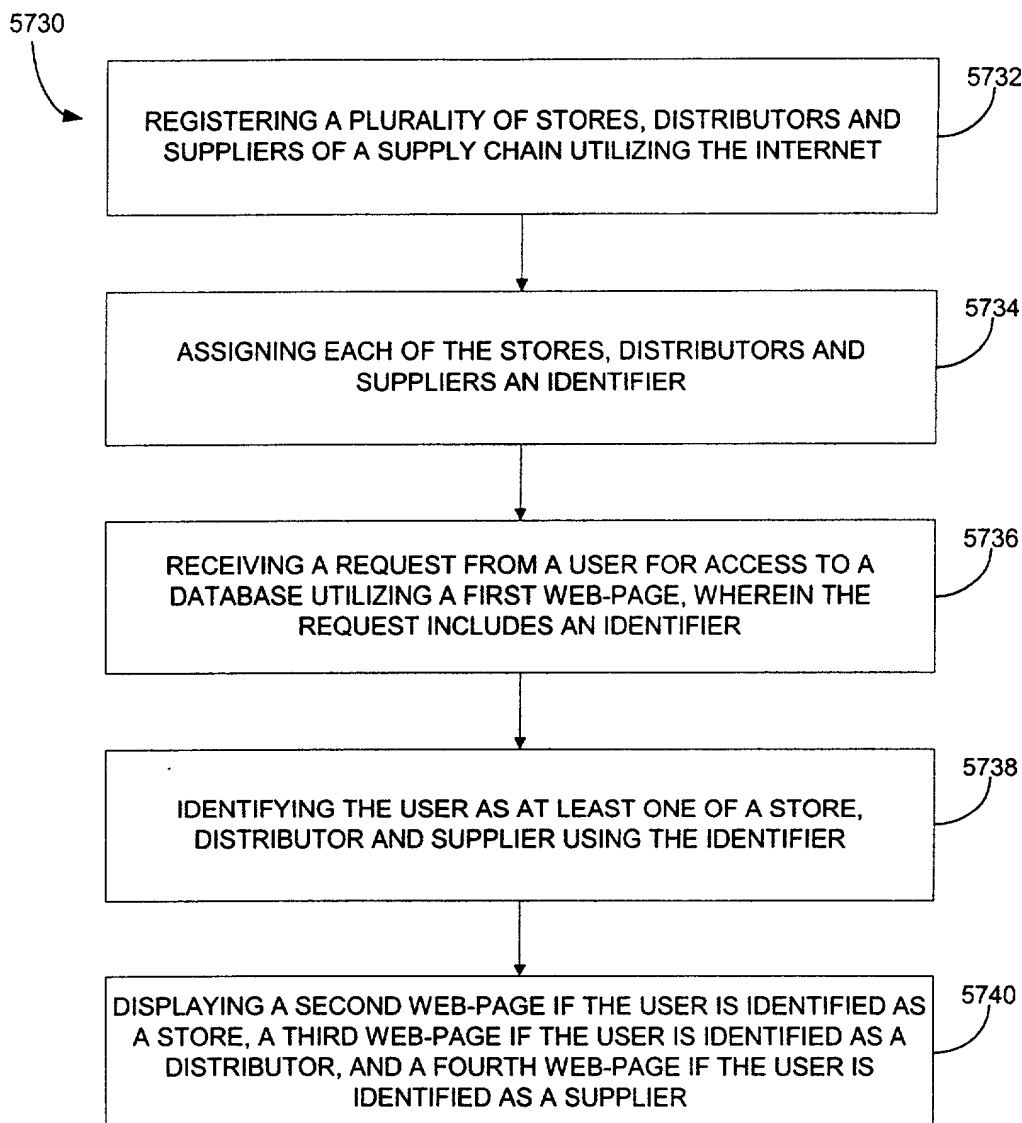 5730
5732
REGISTERING A PLURALITY OF STORES, DISTRIBUTORS AND
SUPPLIERS OF A SUPPLY CHAIN UTILIZING THE INTERNET
5734
ASSIGNING EACH OF THE STORES, DISTRIBUTORS AND
SUPPLIERS AN IDENTIFIER
5736
RECEIVING A REQUEST FROM A USER FOR ACCESS TO A
DATABASE UTILIZING A FIRST WEB-PAGE, WHEREIN THE
REQUEST INCLUDES AN IDENTIFIER
5738
IDENTIFYING THE USER AS AT LEAST ONE OF A STORE,
DISTRIBUTOR AND SUPPLIER USING THE IDENTIFIER
5740
DISPLAYING A SECOND WEB-PAGE IF THE USER IS IDENTIFIED AS
A STORE, A THIRD WEB-PAGE IF THE USER IS IDENTIFIED AS A
DISTRIBUTOR, AND A FOURTH WEB-PAGE IF THE USER IS
IDENTIFIED AS A SUPPLIER